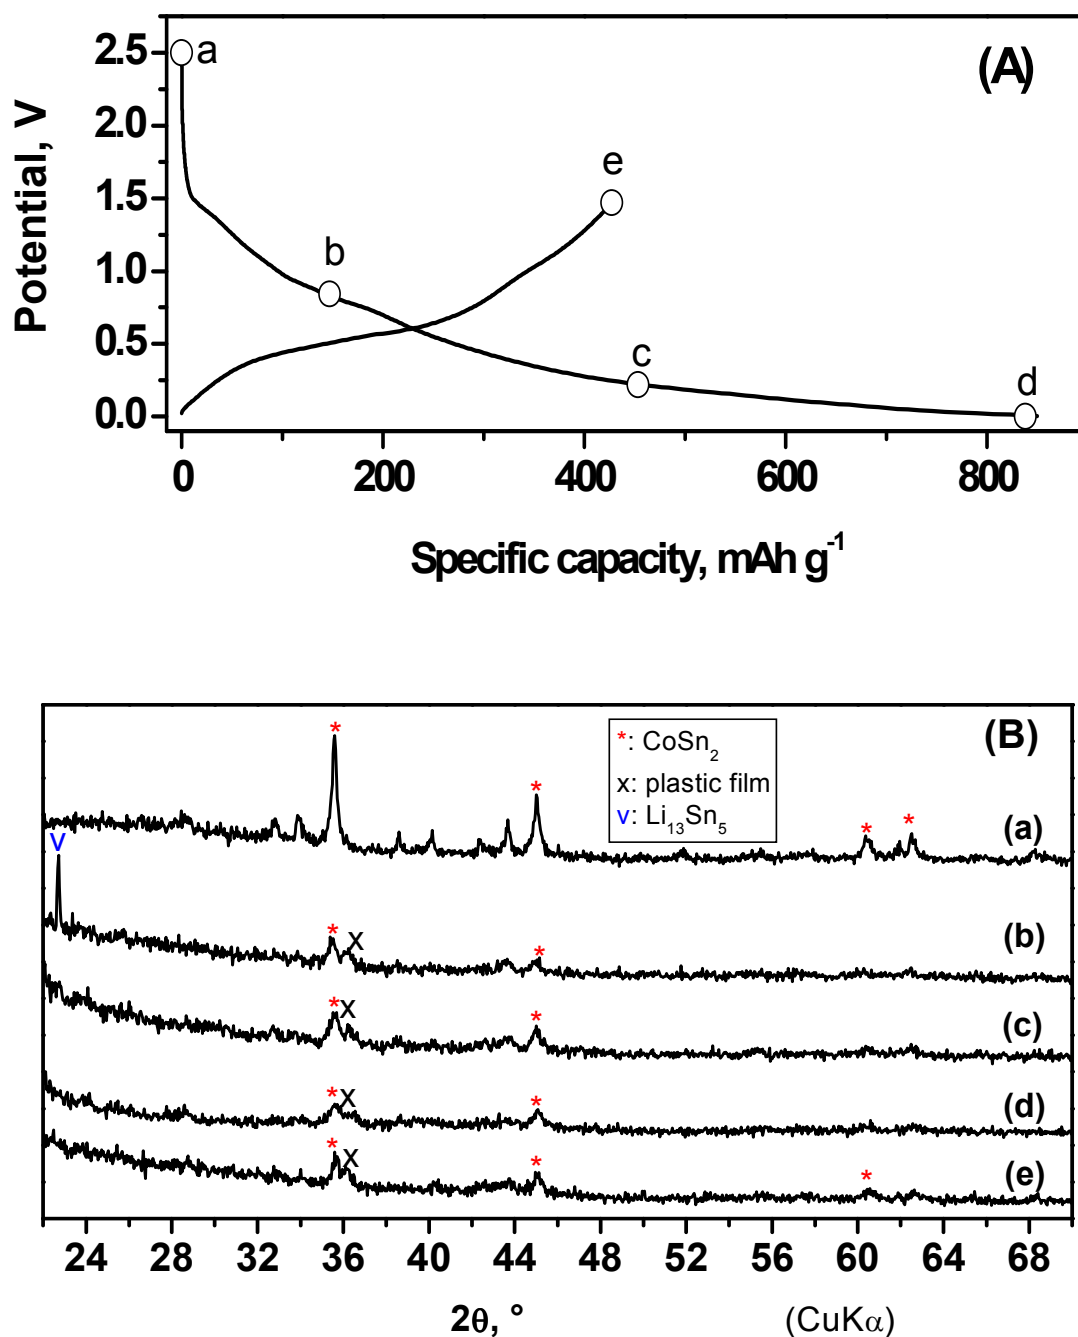 (A)
2.5
2.0
1.5
1.0
0.5
0.0
Potential, V
a
b
c
d
e
0 200 400 600 800
Specific capacity, mAh g⁻¹
(B)
*: CoSn₂
x: plastic film
v: Li₁₃Sn₅
* * * *
(a)
v
* x *
(b)
* x *
(c)
* x *
(d)
* x * *
(e)
24 28 32 36 40 44 48 52 56 60 64 68
2θ, ° (CuKα)